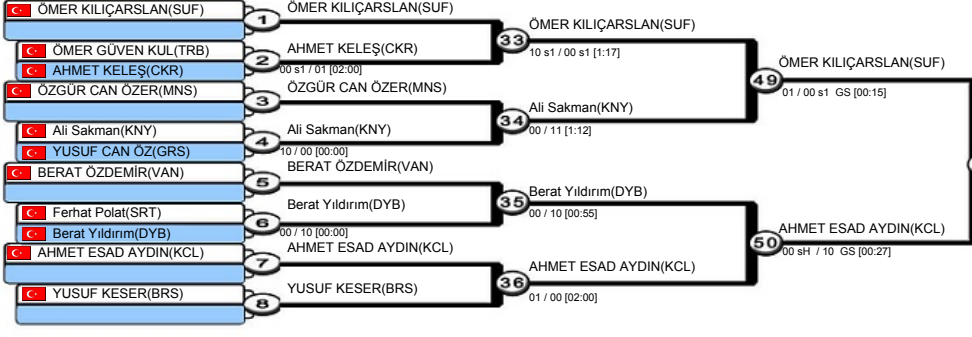 ÖMER KILIÇARSLAN(SUF)
1
ÖMER KILIÇARSLAN(SUF)
ÖMER GÜVEN KUL(TRB)
AHMET KELEŞ(CKR)
2
AHMET KELEŞ(CKR)
00 s1 / 01 [02:00]
33
ÖMER KILIÇARSLAN(SUF)
10 s1 / 00 s1 [1:17]
ÖZGÜR CAN ÖZER(MNS)
3
ÖZGÜR CAN ÖZER(MNS)
Ali Sakman(KNY)
YUSUF CAN ÖZ(GRS)
4
Ali Sakman(KNY)
10 / 00 [00:00]
34
Ali Sakman(KNY)
00 / 11 [1:12]
49
ÖMER KILIÇARSLAN(SUF)
01 / 00 s1 GS [00:15]
BERAT ÖZDEMİR(VAN)
5
BERAT ÖZDEMİR(VAN)
Ferhat Polat(SRT)
Berat Yıldırım(DYB)
6
Berat Yıldırım(DYB)
00 / 10 [00:00]
35
Berat Yıldırım(DYB)
00 / 10 [00:55]
AHMET ESAD AYDIN(KCL)
7
AHMET ESAD AYDIN(KCL)
YUSUF KESER(BRS)
8
YUSUF KESER(BRS)
36
AHMET ESAD AYDIN(KCL)
01 / 00 [02:00]
50
AHMET ESAD AYDIN(KCL)
00 sH / 10 GS [00:27]